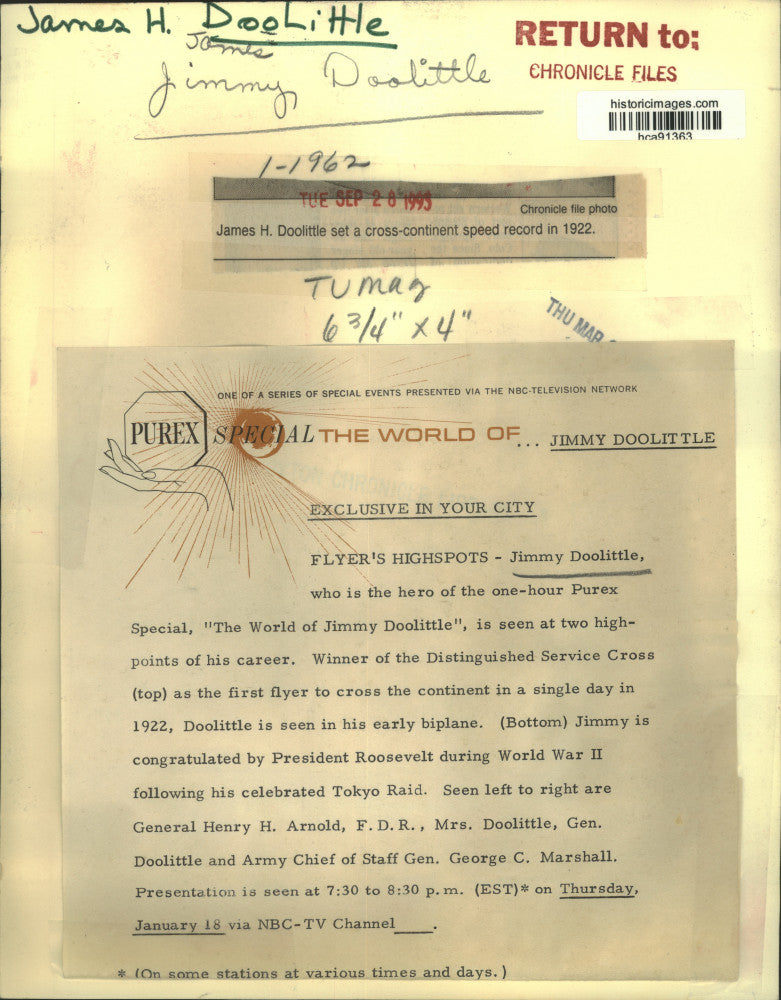 James H. DooLittle
James
Jimmy, Doolittle
RETURN to:
CHRONICLE FILES
historicimages.com
hca91363
1-1962
TUE SEP 28 1993
Chronicle file photo
James H. Doolittle set a cross-continent speed record in 1922.
TV mag
6 3/4" x 4"
THU MAR
ONE OF A SERIES OF SPECIAL EVENTS PRESENTED VIA THE NBC-TELEVISION NETWORK
PUREX SPECIAL THE WORLD OF... JIMMY DOOLITTLE
EXCLUSIVE IN YOUR CITY
FLYER'S HIGHSPOTS - Jimmy Doolittle,
who is the hero of the one-hour Purex
Special, "The World of Jimmy Doolittle", is seen at two high-
points of his career. Winner of the Distinguished Service Cross
(top) as the first flyer to cross the continent in a single day in
1922, Doolittle is seen in his early biplane. (Bottom) Jimmy is
congratulated by President Roosevelt during World War II
following his celebrated Tokyo Raid. Seen left to right are
General Henry H. Arnold, F.D.R., Mrs. Doolittle, Gen.
Doolittle and Army Chief of Staff Gen. George C. Marshall.
Presentation is seen at 7:30 to 8:30 p.m. (EST)* on Thursday,
January 18 via NBC-TV Channel____.
* (On some stations at various times and days.)